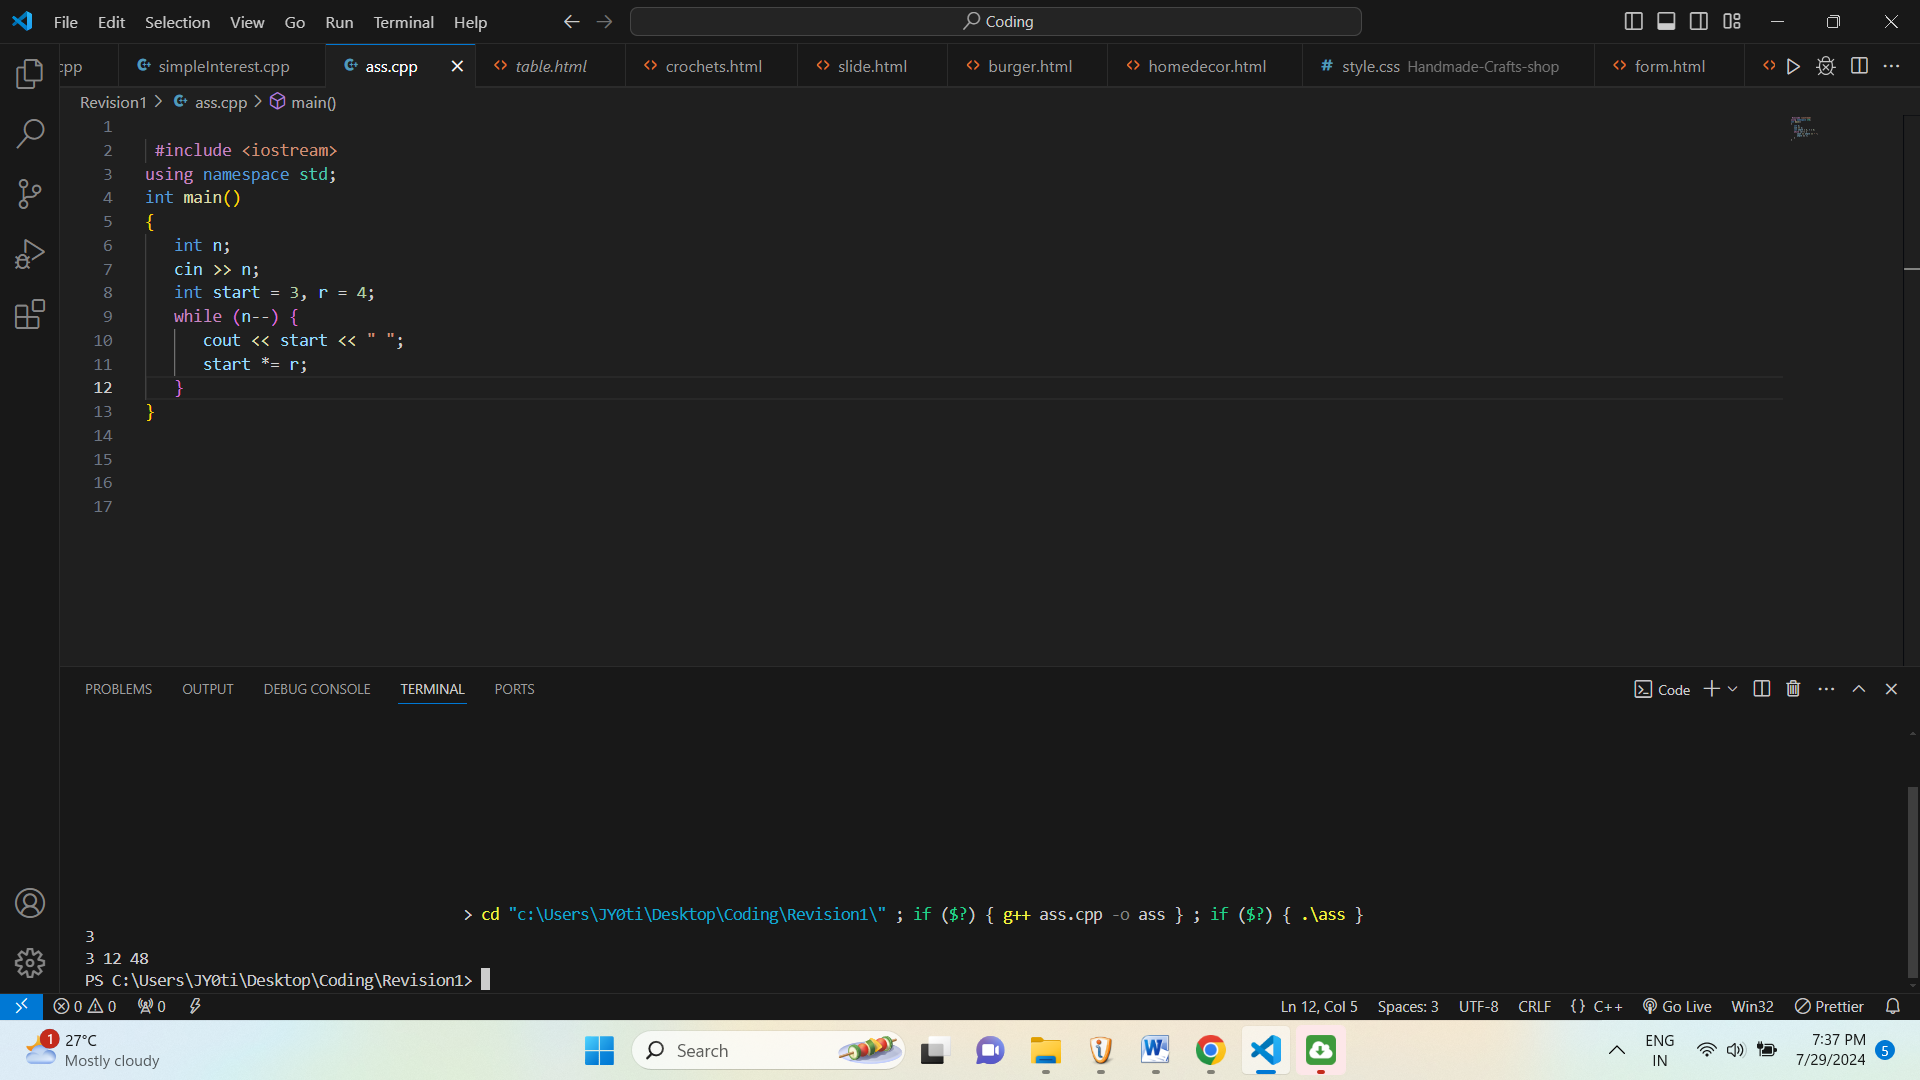 File Edit Selection View Go Run Terminal Help
Coding
cpp simpleInterest.cpp ass.cpp table.html crochets.html slide.html burger.html homedecor.html style.css Handmade-Crafts-shop form.html
Revision1 > ass.cpp > main()
1
2 #include <iostream>
3 using namespace std;
4 int main()
5 {
6 int n;
7 cin >> n;
8 int start = 3, r = 4;
9 while (n--) {
10 cout << start << " ";
11 start *= r;
12 }
13 }
14
15
16
17
PROBLEMS OUTPUT DEBUG CONSOLE TERMINAL PORTS
Code
> cd "c:\Users\JY0ti\Desktop\Coding\Revision1\" ; if ($?) { g++ ass.cpp -o ass } ; if ($?) { .\ass }
3
3 12 48
PS C:\Users\JY0ti\Desktop\Coding\Revision1>
0 0 0 Ln 12, Col 5 Spaces: 3 UTF-8 CRLF {} C++ Go Live Win32 Prettier
1 27°C
Mostly cloudy
Search
ENG
IN
7:37 PM
7/29/2024
5